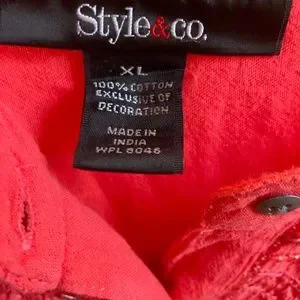 Style&co.
XL
100% COTTON
EXCLUSIVE OF
DECORATION
MADE IN
INDIA
WPL 8046